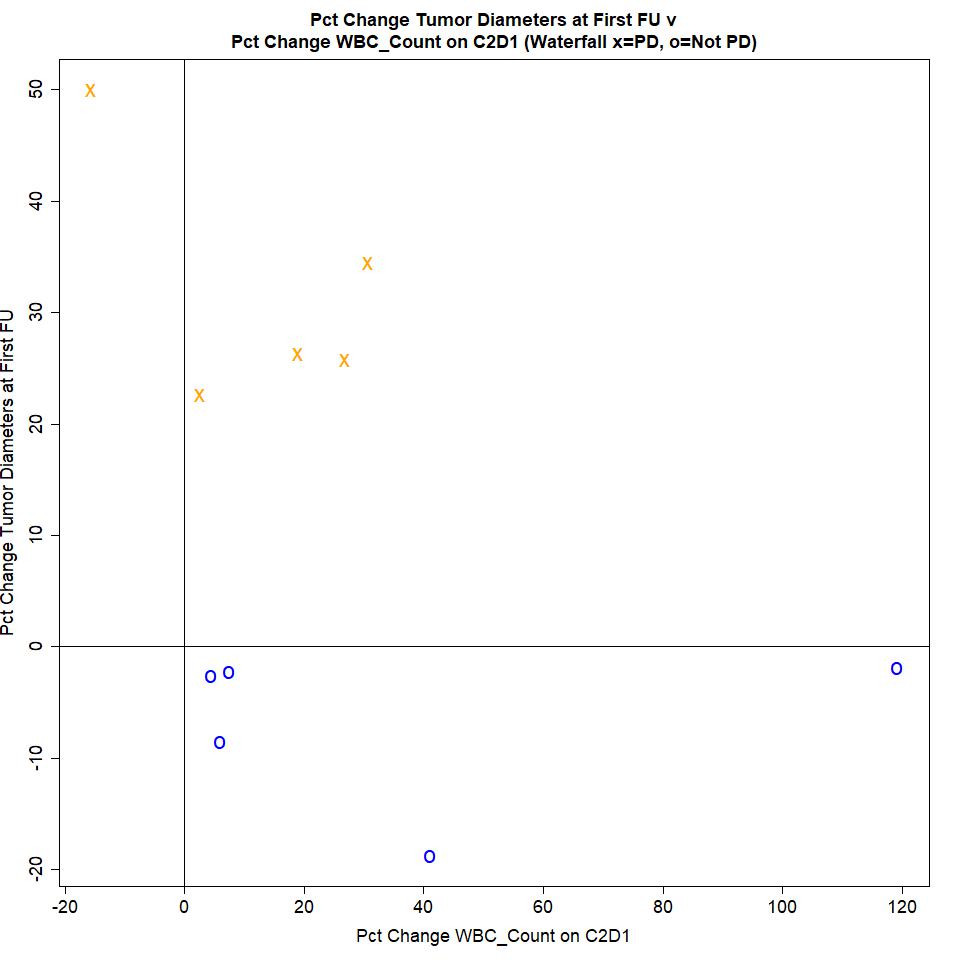 Pct Change Tumor Diameters at First FU v
Pct Change WBC_Count on C2D1 (Waterfall x=PD, o=Not PD)
Pct Change Tumor Diameters at First FU
50
40
30
20
10
0
-10
-20
x
x
x
x
x
o
o
o
o
o
-20
0
20
40
60
80
100
120
Pct Change WBC_Count on C2D1